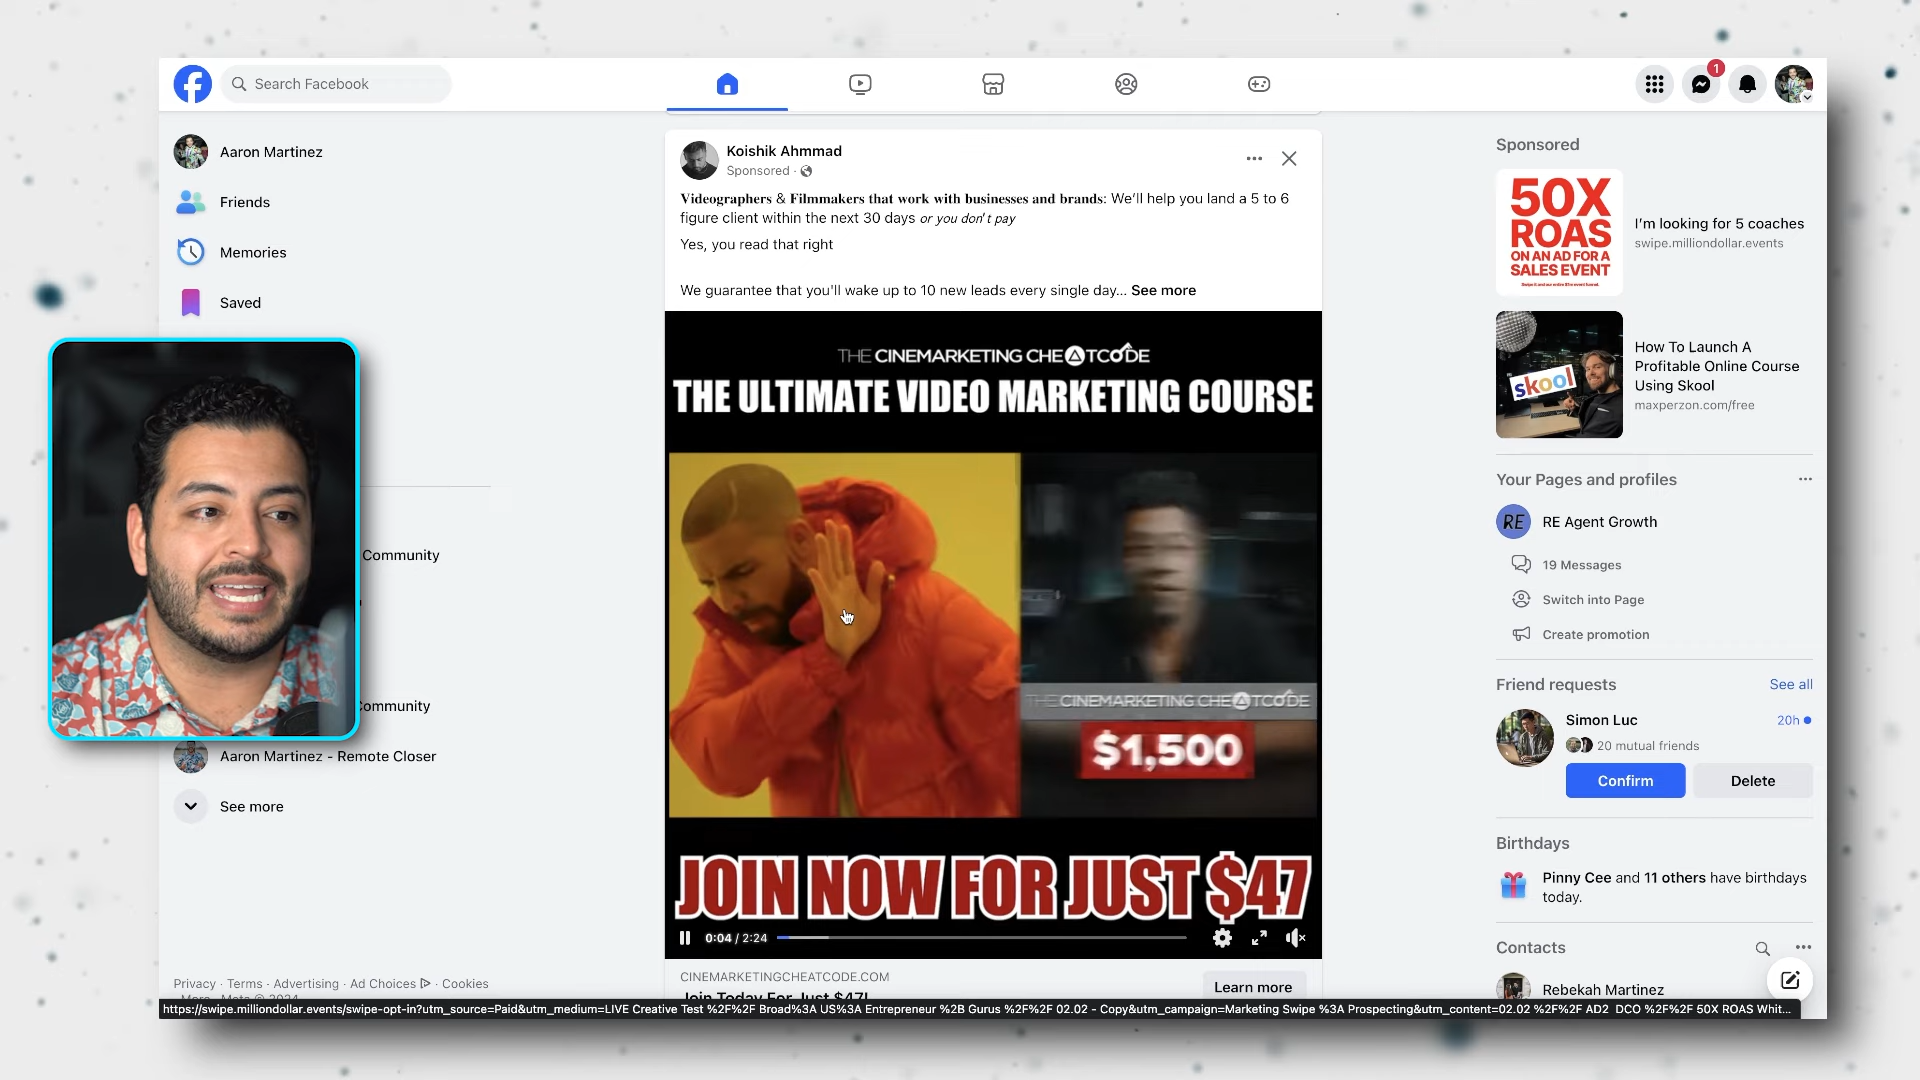 Search Facebook
1
Aaron Martinez
Friends
Memories
Saved
Community
Community
Aaron Martinez - Remote Closer
See more
Privacy · Terms · Advertising · Ad Choices · Cookies
Koishik Ahmmad
Sponsored ·
Videographers & Filmmakers that work with businesses and brands: We'll help you land a 5 to 6
figure client within the next 30 days or you don't pay
Yes, you read that right
We guarantee that you'll wake up to 10 new leads every single day... See more
THE CINEMARKETING CHEATCODE
THE ULTIMATE VIDEO MARKETING COURSE
THE CINEMARKETING CHEATCODE
$1,500
JOIN NOW FOR JUST $47
0:04 / 2:24
CINEMARKETINGCHEATCODE.COM
Join Today For Just $47!
Learn more
Sponsored
50X
ROAS
ON AN AD FOR A
SALES EVENT
I'm looking for 5 coaches
swipe.milliondollar.events
skool
How To Launch A
Profitable Online Course
Using Skool
maxperzon.com/free
Your Pages and profiles
RE
RE Agent Growth
19 Messages
Switch into Page
Create promotion
Friend requests
See all
Simon Luc
20h
20 mutual friends
Confirm
Delete
Birthdays
Pinny Cee and 11 others have birthdays
today.
Contacts
Rebekah Martinez
https://swipe.milliondollar.events/swipe-opt-in?utm_source=Paid&utm_medium=LIVE Creative Test %2F%2F Broad%3A US%3A Entrepreneur %2B Gurus %2F%2F 02.02 - Copy&utm_campaign=Marketing Swipe %3A Prospecting&utm_content=02.02 %2F%2F AD2 DCO %2F%2F 50X ROAS Whit...